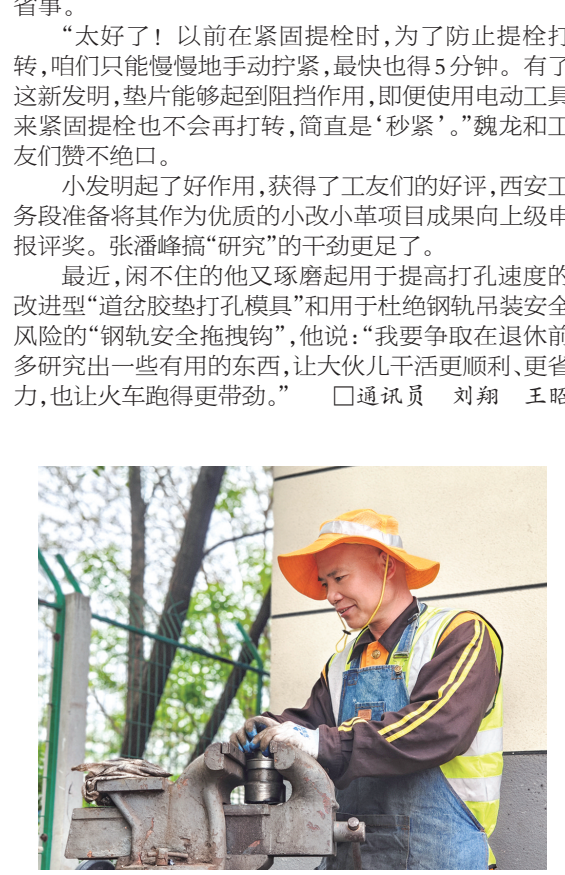 省事。
“太好了！以前在紧固提栓时,为了防止提栓打
转,咱们只能慢慢地手动拧紧,最快也得5分钟。有了
这新发明,垫片能够起到阻挡作用,即便使用电动工具
来紧固提栓也不会再打转,简直是‘秒紧’。”魏龙和工
友们赞不绝口。
小发明起了好作用,获得了工友们的好评,西安工
务段准备将其作为优质的小改小革项目成果向上级申
报评奖。张潘峰搞“研究”的干劲更足了。
最近,闲不住的他又琢磨起用于提高打孔速度的
改进型“道岔胶垫打孔模具”和用于杜绝钢轨吊装安全
风险的“钢轨安全拖拽钩”,他说:“我要争取在退休前
多研究出一些有用的东西,让大伙儿干活更顺利、更省
力,也让火车跑得更带劲。” □通讯员 刘翔 王昭